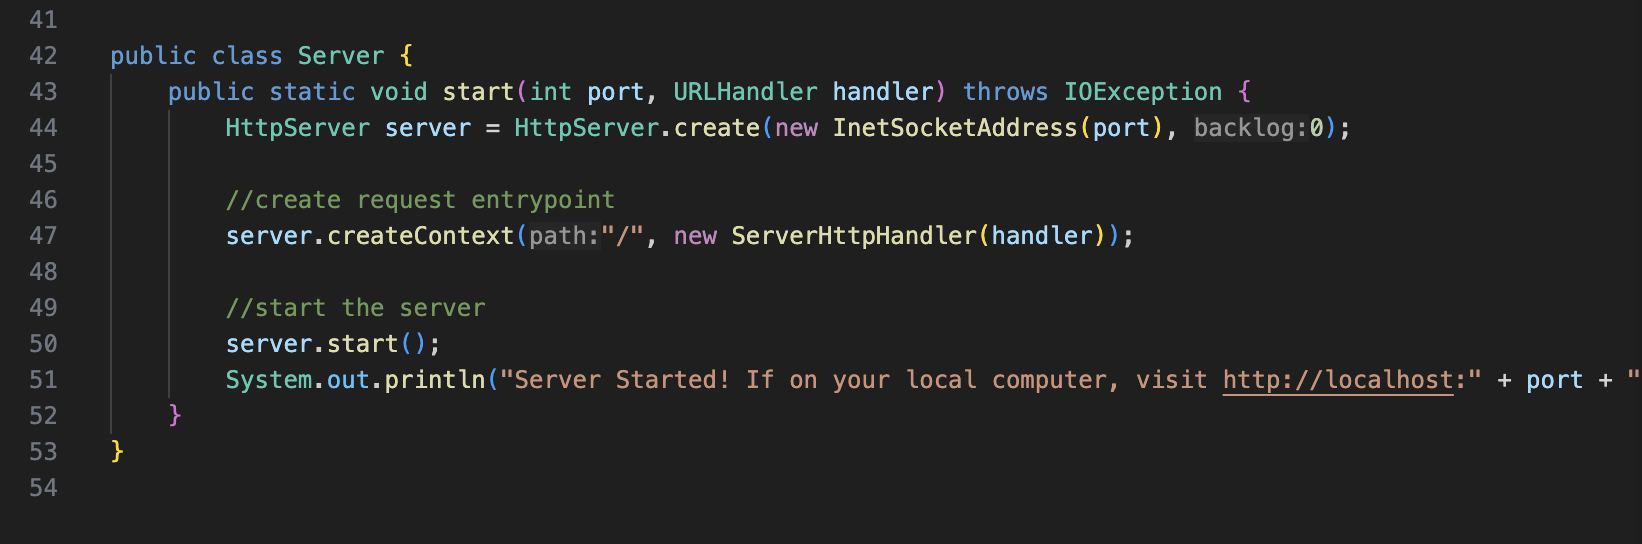 41
42 public class Server {
43 public static void start(int port, URLHandler handler) throws IOException {
44 HttpServer server = HttpServer.create(new InetSocketAddress(port), backlog:0);
45
46 //create request entrypoint
47 server.createContext(path:"/", new ServerHttpHandler(handler));
48
49 //start the server
50 server.start();
51 System.out.println("Server Started! If on your local computer, visit http://localhost:" + port + "
52 }
53 }
54